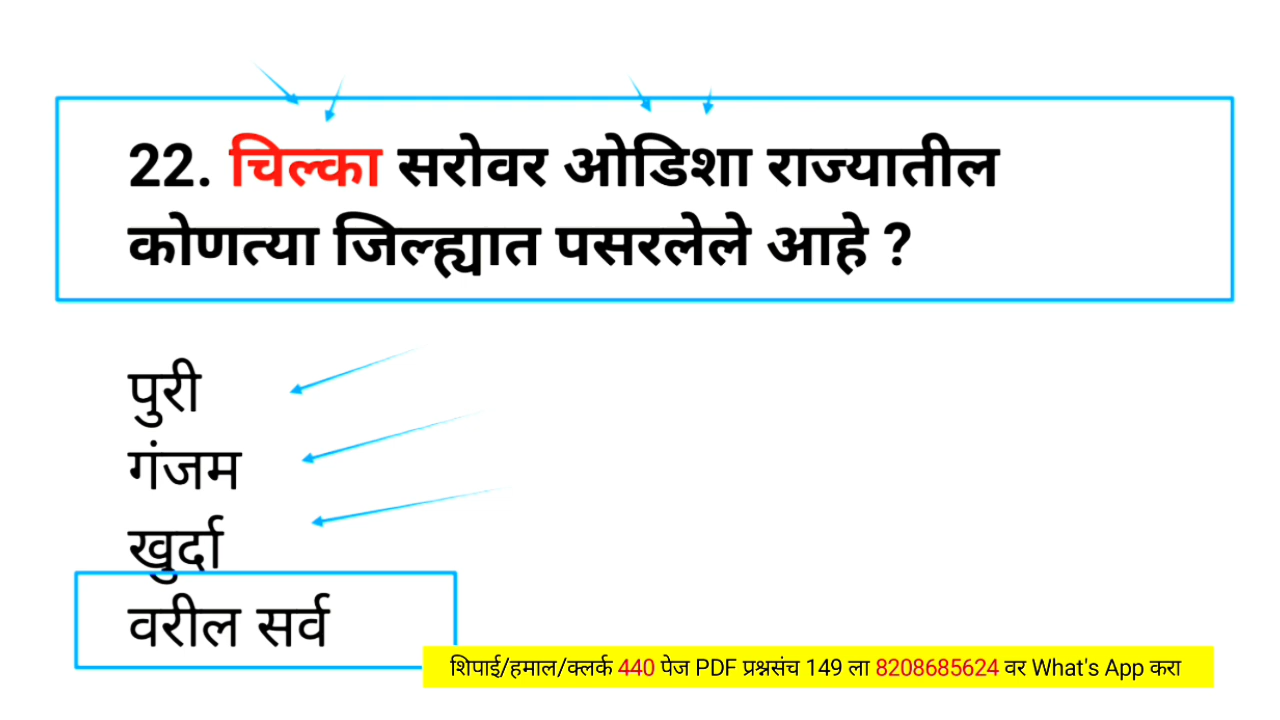 22. चिल्का सरोवर ओडिशा राज्यातील
कोणत्या जिल्ह्यात पसरलेले आहे ?
पुरी
गंजम
खुर्दा
वरील सर्व
शिपाई/हमाल/क्लर्क 440 पेज PDF प्रश्नसंच 149 ला 8208685624 वर What's App करा